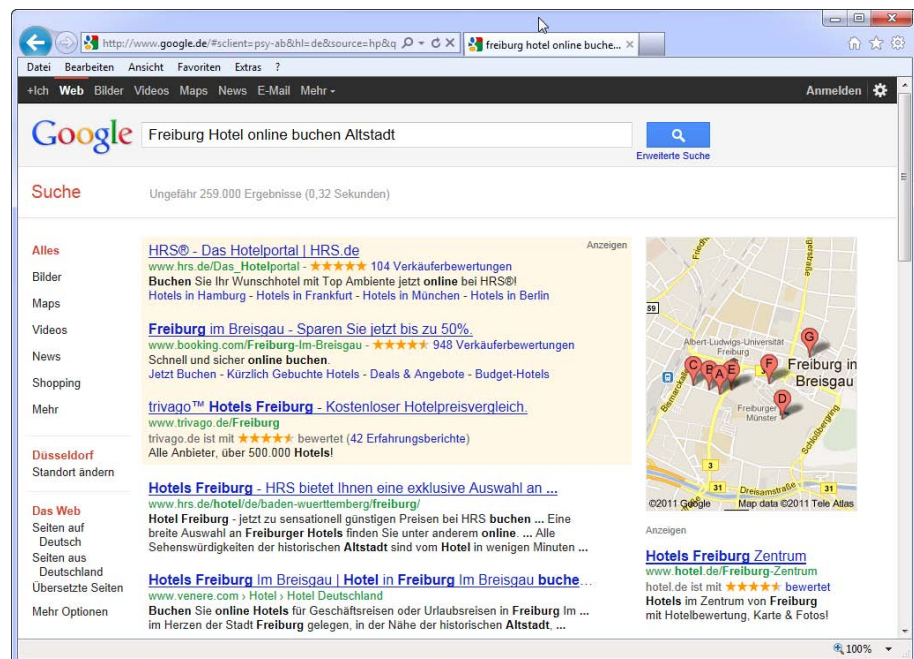 http://www.google.de/#sclient=psy-ab&hl=de&source=hp&q
freiburg hotel online buche...
Datei Bearbeiten Ansicht Favoriten Extras ?
+Ich Web Bilder Videos Maps News E-Mail Mehr
Anmelden
Google
Freiburg Hotel online buchen Altstadt
Erweiterte Suche
Suche
Ungefähr 259.000 Ergebnisse (0,32 Sekunden)
Alles
Bilder
Maps
Videos
News
Shopping
Mehr
Düsseldorf
Standort ändern
Das Web
Seiten auf
Deutsch
Seiten aus
Deutschland
Übersetzte Seiten
Mehr Optionen
Anzeigen
HRS® - Das Hotelportal | HRS.de
www.hrs.de/Das_Hotelportal - ★★★★★ 104 Verkäuferbewertungen
Buchen Sie Ihr Wunschhotel mit Top Ambiente jetzt online bei HRS®!
Hotels in Hamburg - Hotels in Frankfurt - Hotels in München - Hotels in Berlin
Freiburg im Breisgau - Sparen Sie jetzt bis zu 50%.
www.booking.com/Freiburg-Im-Breisgau - ★★★★★ 948 Verkäuferbewertungen
Schnell und sicher online buchen.
Jetzt Buchen - Kürzlich Gebuchte Hotels - Deals & Angebote - Budget-Hotels
trivago™ Hotels Freiburg - Kostenloser Hotelpreisvergleich.
www.trivago.de/Freiburg
trivago.de ist mit ★★★★★ bewertet (42 Erfahrungsberichte)
Alle Anbieter, über 500.000 Hotels!
Hotels Freiburg - HRS bietet Ihnen eine exklusive Auswahl an ...
www.hrs.de/hotel/de/baden-wuerttemberg/freiburg/
Hotel Freiburg - jetzt zu sensationell günstigen Preisen bei HRS buchen ... Eine
breite Auswahl an Freiburger Hotels finden Sie unter anderem online. ... Alle
Sehenswürdigkeiten der historischen Altstadt sind vom Hotel in wenigen Minuten ...
Hotels Freiburg Im Breisgau | Hotel in Freiburg Im Breisgau buche...
www.venere.com › Hotel › Hotel Deutschland
Buchen Sie online Hotels für Geschäftsreisen oder Urlaubsreisen in Freiburg Im ...
im Herzen der Stadt Freiburg gelegen, in der Nähe der historischen Altstadt, ...
59
Albert-Ludwigs-Universität
Freiburg
G
C B A E F
Freiburg in
Breisgau
Bismarckallee
D
Freiburger
Münster
Schloßbergring
3
31
Dreisamstraße
31
©2011 Google Map data ©2011 Tele Atlas
Anzeigen
Hotels Freiburg Zentrum
www.hotel.de/Freiburg-Zentrum
hotel.de ist mit ★★★★★ bewertet
Hotels im Zentrum von Freiburg
mit Hotelbewertung, Karte & Fotos!
100%